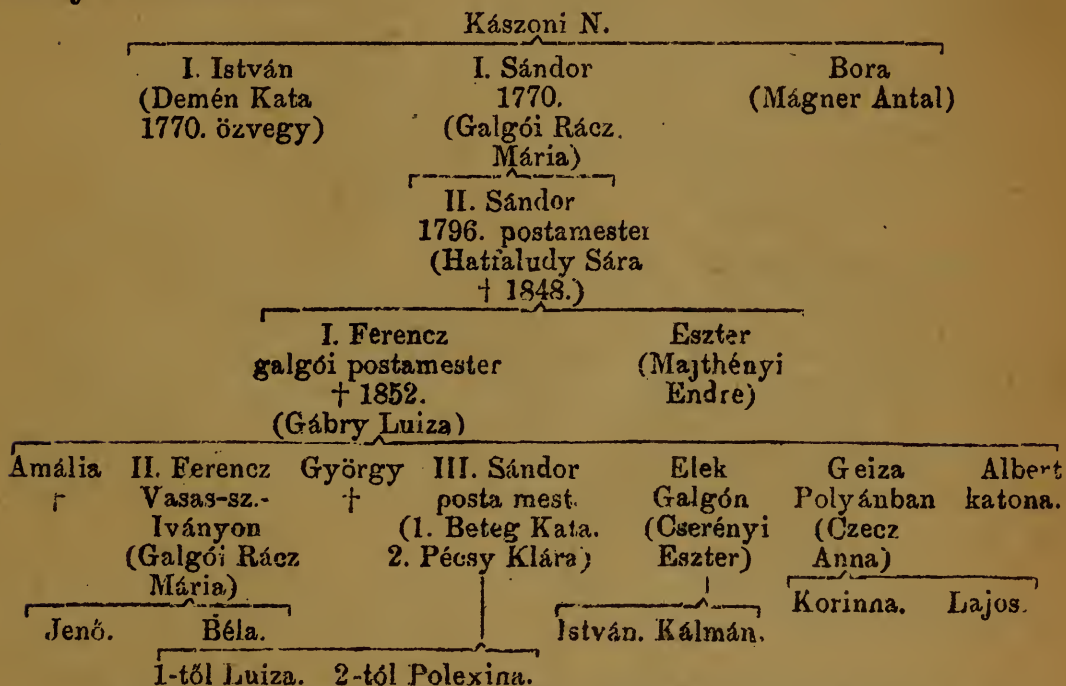 Kászoni N.
I. István I. Sándor Bora
(Demén Kata 1770. (Mágner Antal)
1770. özvegy) (Galgói Rácz
Mária)
II. Sándor
1796. postamester
(Hatfaludy Sára
† 1848.)
I. Ferencz Eszter
galgói postamester (Majthényi
† 1852. Endre)
(Gábry Luiza)
Amália II. Ferencz György III. Sándor Elek Geiza Albert
† Vasas-sz.- † posta mest. Galgón Polyánban katona.
Iványon (1. Beteg Kata. (Cserényi (Czecz
(Galgói Rácz 2. Pécsy Klára) Eszter) Anna)
Mária)
Korinna. Lajos.
Jenő. Béla. István. Kálmán.
1-től Luiza. 2-tól Polexina.